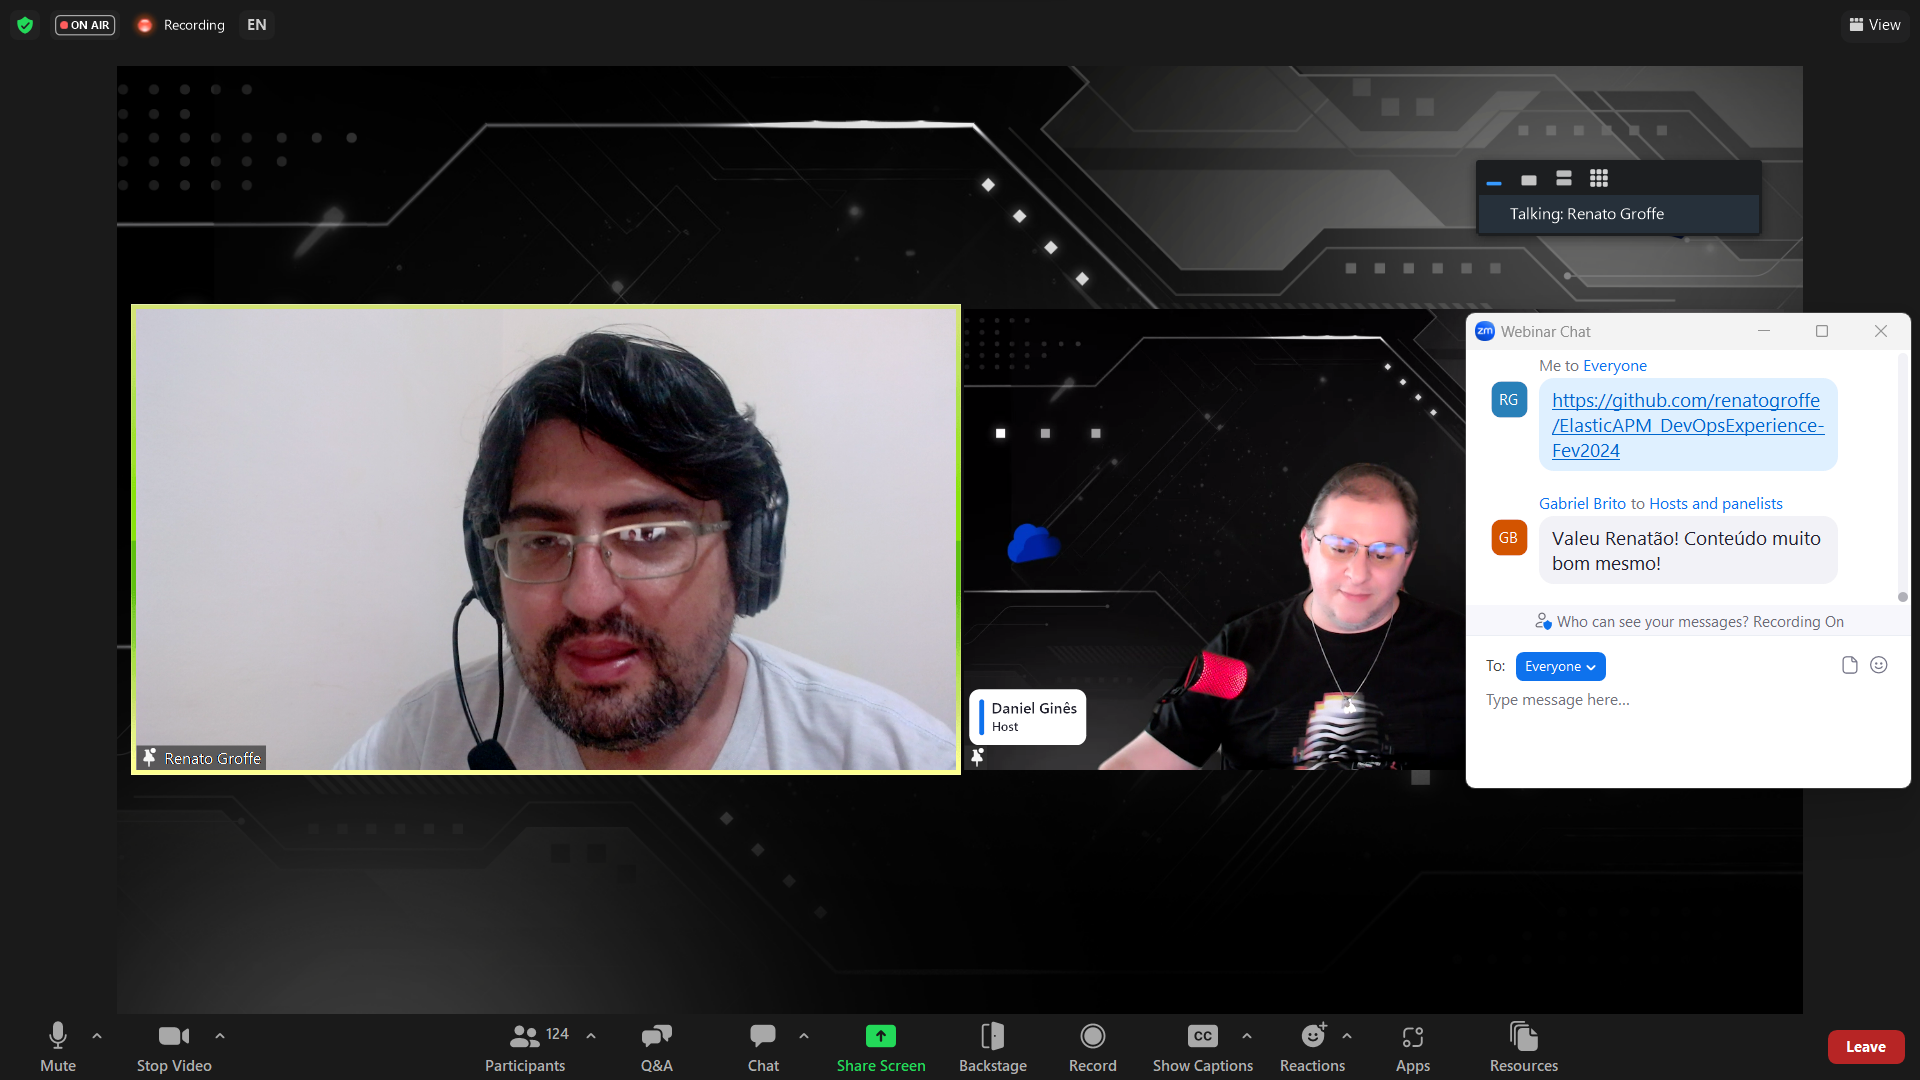 ON AIR
Recording
EN
View
Talking: Renato Groffe
Renato Groffe
Daniel Ginês
Host
zm
Webinar Chat
Me to Everyone
RG
https://github.com/renatogroffe
/ElasticAPM_DevOpsExperience-
Fev2024
Gabriel Brito to Hosts and panelists
GB
Valeu Renatão! Conteúdo muito
bom mesmo!
Who can see your messages? Recording On
To:
Everyone
Type message here...
Mute
Stop Video
124
Participants
Q&A
Chat
Share Screen
Backstage
Record
CC
Show Captions
Reactions
Apps
Resources
Leave